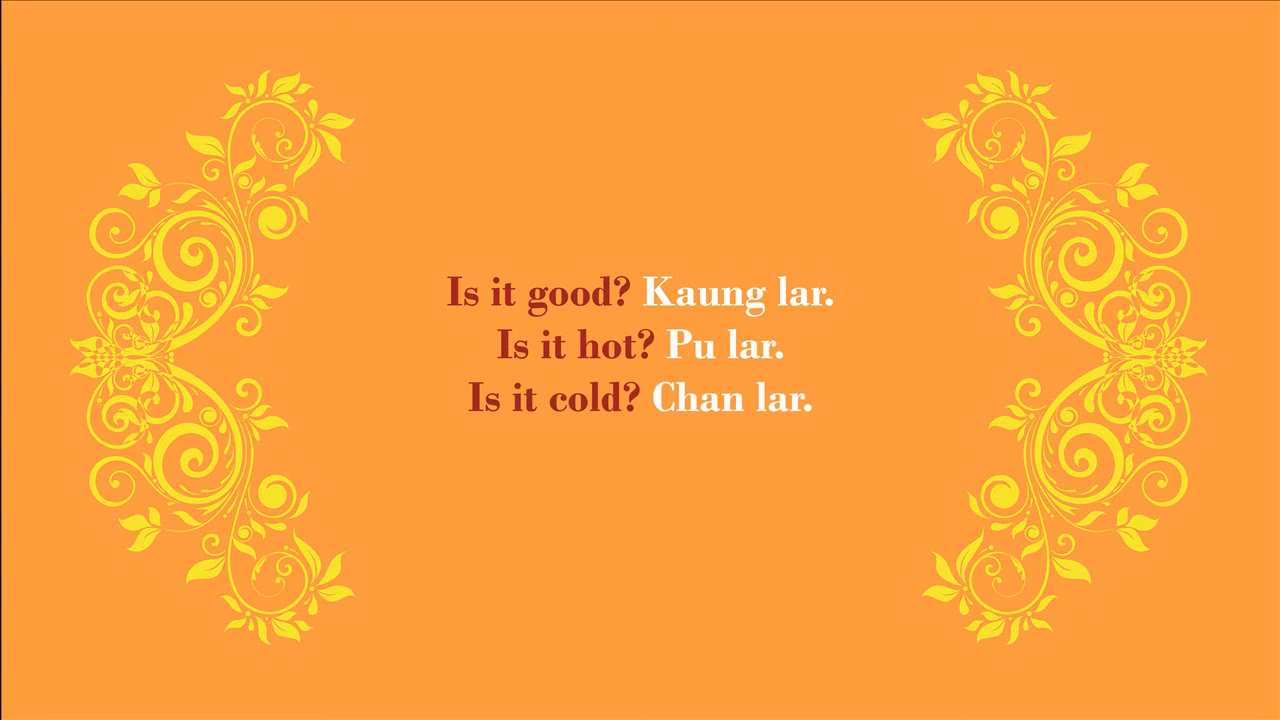 Is it good? Kaung lar.
Is it hot? Pu lar.
Is it cold? Chan lar.